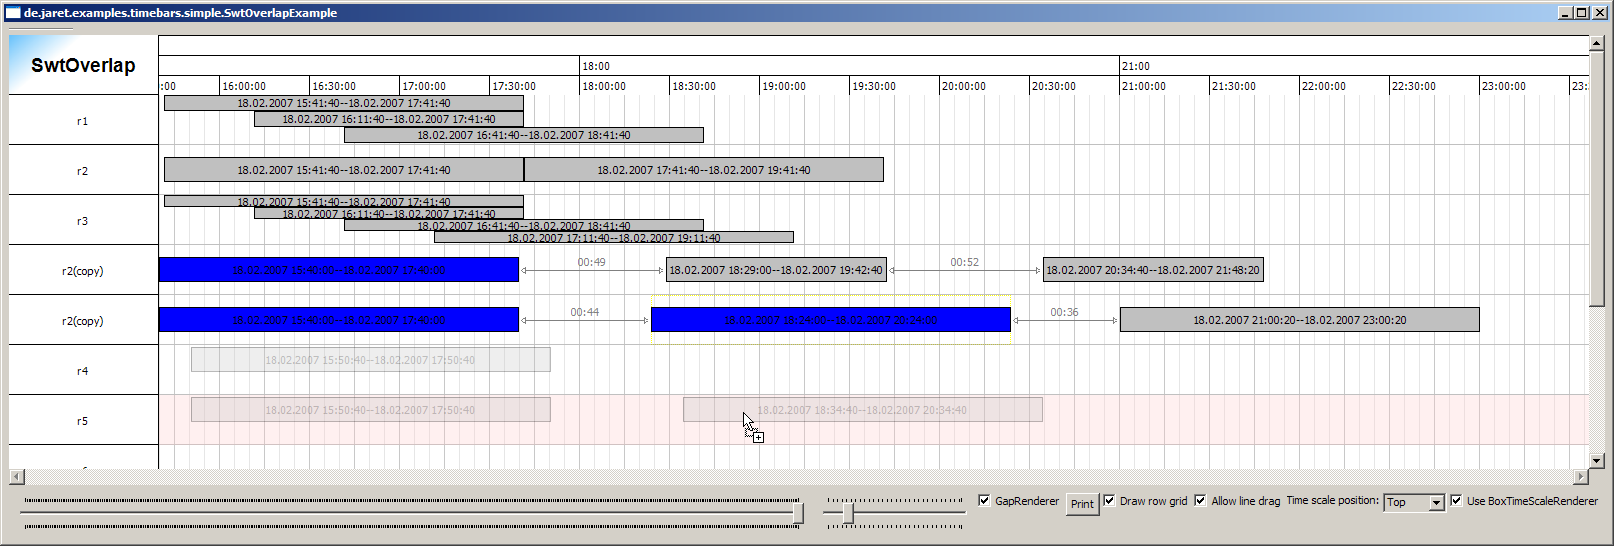 de.jaret.examples.timebars.simple.SwtOverlapExample
SwtOverlap
18:00 21:00
:00 16:00:00 16:30:00 17:00:00 17:30:00 18:00:00 18:30:00 19:00:00 19:30:00 20:00:00 20:30:00 21:00:00 21:30:00 22:00:00 22:30:00 23:00:00 23:
r1
18.02.2007 15:41:40--18.02.2007 17:41:40
18.02.2007 16:11:40--18.02.2007 17:41:40
18.02.2007 16:41:40--18.02.2007 18:41:40
r2 18.02.2007 15:41:40--18.02.2007 17:41:40 18.02.2007 17:41:40--18.02.2007 19:41:40
r3
18.02.2007 15:41:40--18.02.2007 17:41:40
18.02.2007 16:11:40--18.02.2007 17:41:40
18.02.2007 16:41:40--18.02.2007 18:41:40
18.02.2007 17:11:40--18.02.2007 19:11:40
r2(copy) 18.02.2007 15:40:00--18.02.2007 17:40:00 00:49 18.02.2007 18:29:00--18.02.2007 19:42:40 00:52 18.02.2007 20:34:40--18.02.2007 21:48:20
r2(copy) 18.02.2007 15:40:00--18.02.2007 17:40:00 00:44 18.02.2007 18:24:00--18.02.2007 20:24:00 00:36 18.02.2007 21:00:20--18.02.2007 23:00:20
r4 18.02.2007 15:50:40--18.02.2007 17:50:40
r5 18.02.2007 15:50:40--18.02.2007 17:50:40 18.02.2007 18:34:40--18.02.2007 20:34:40
GapRenderer Print Draw row grid Allow line drag Time scale position: Top Use BoxTimeScaleRenderer